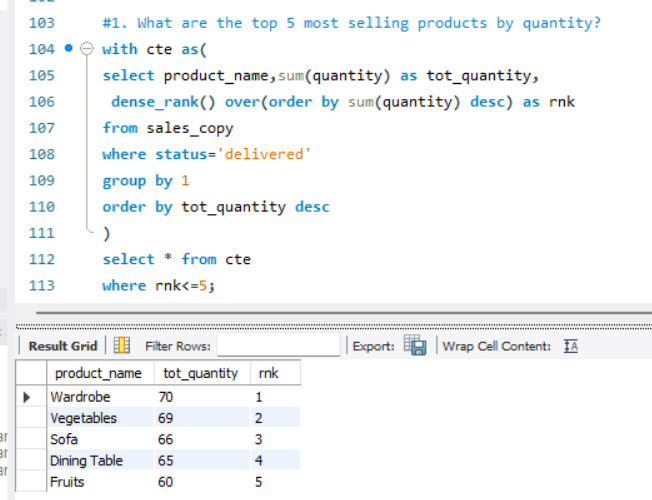 103 #1. What are the top 5 most selling products by quantity?
104 with cte as(
105 select product_name,sum(quantity) as tot_quantity,
106 dense_rank() over(order by sum(quantity) desc) as rnk
107 from sales_copy
108 where status='delivered'
109 group by 1
110 order by tot_quantity desc
111 )
112 select * from cte
113 where rnk<=5;
Result Grid Filter Rows: Export: Wrap Cell Content: IA
product_name tot_quantity rnk
Wardrobe 70 1
Vegetables 69 2
Sofa 66 3
Dining Table 65 4
Fruits 60 5